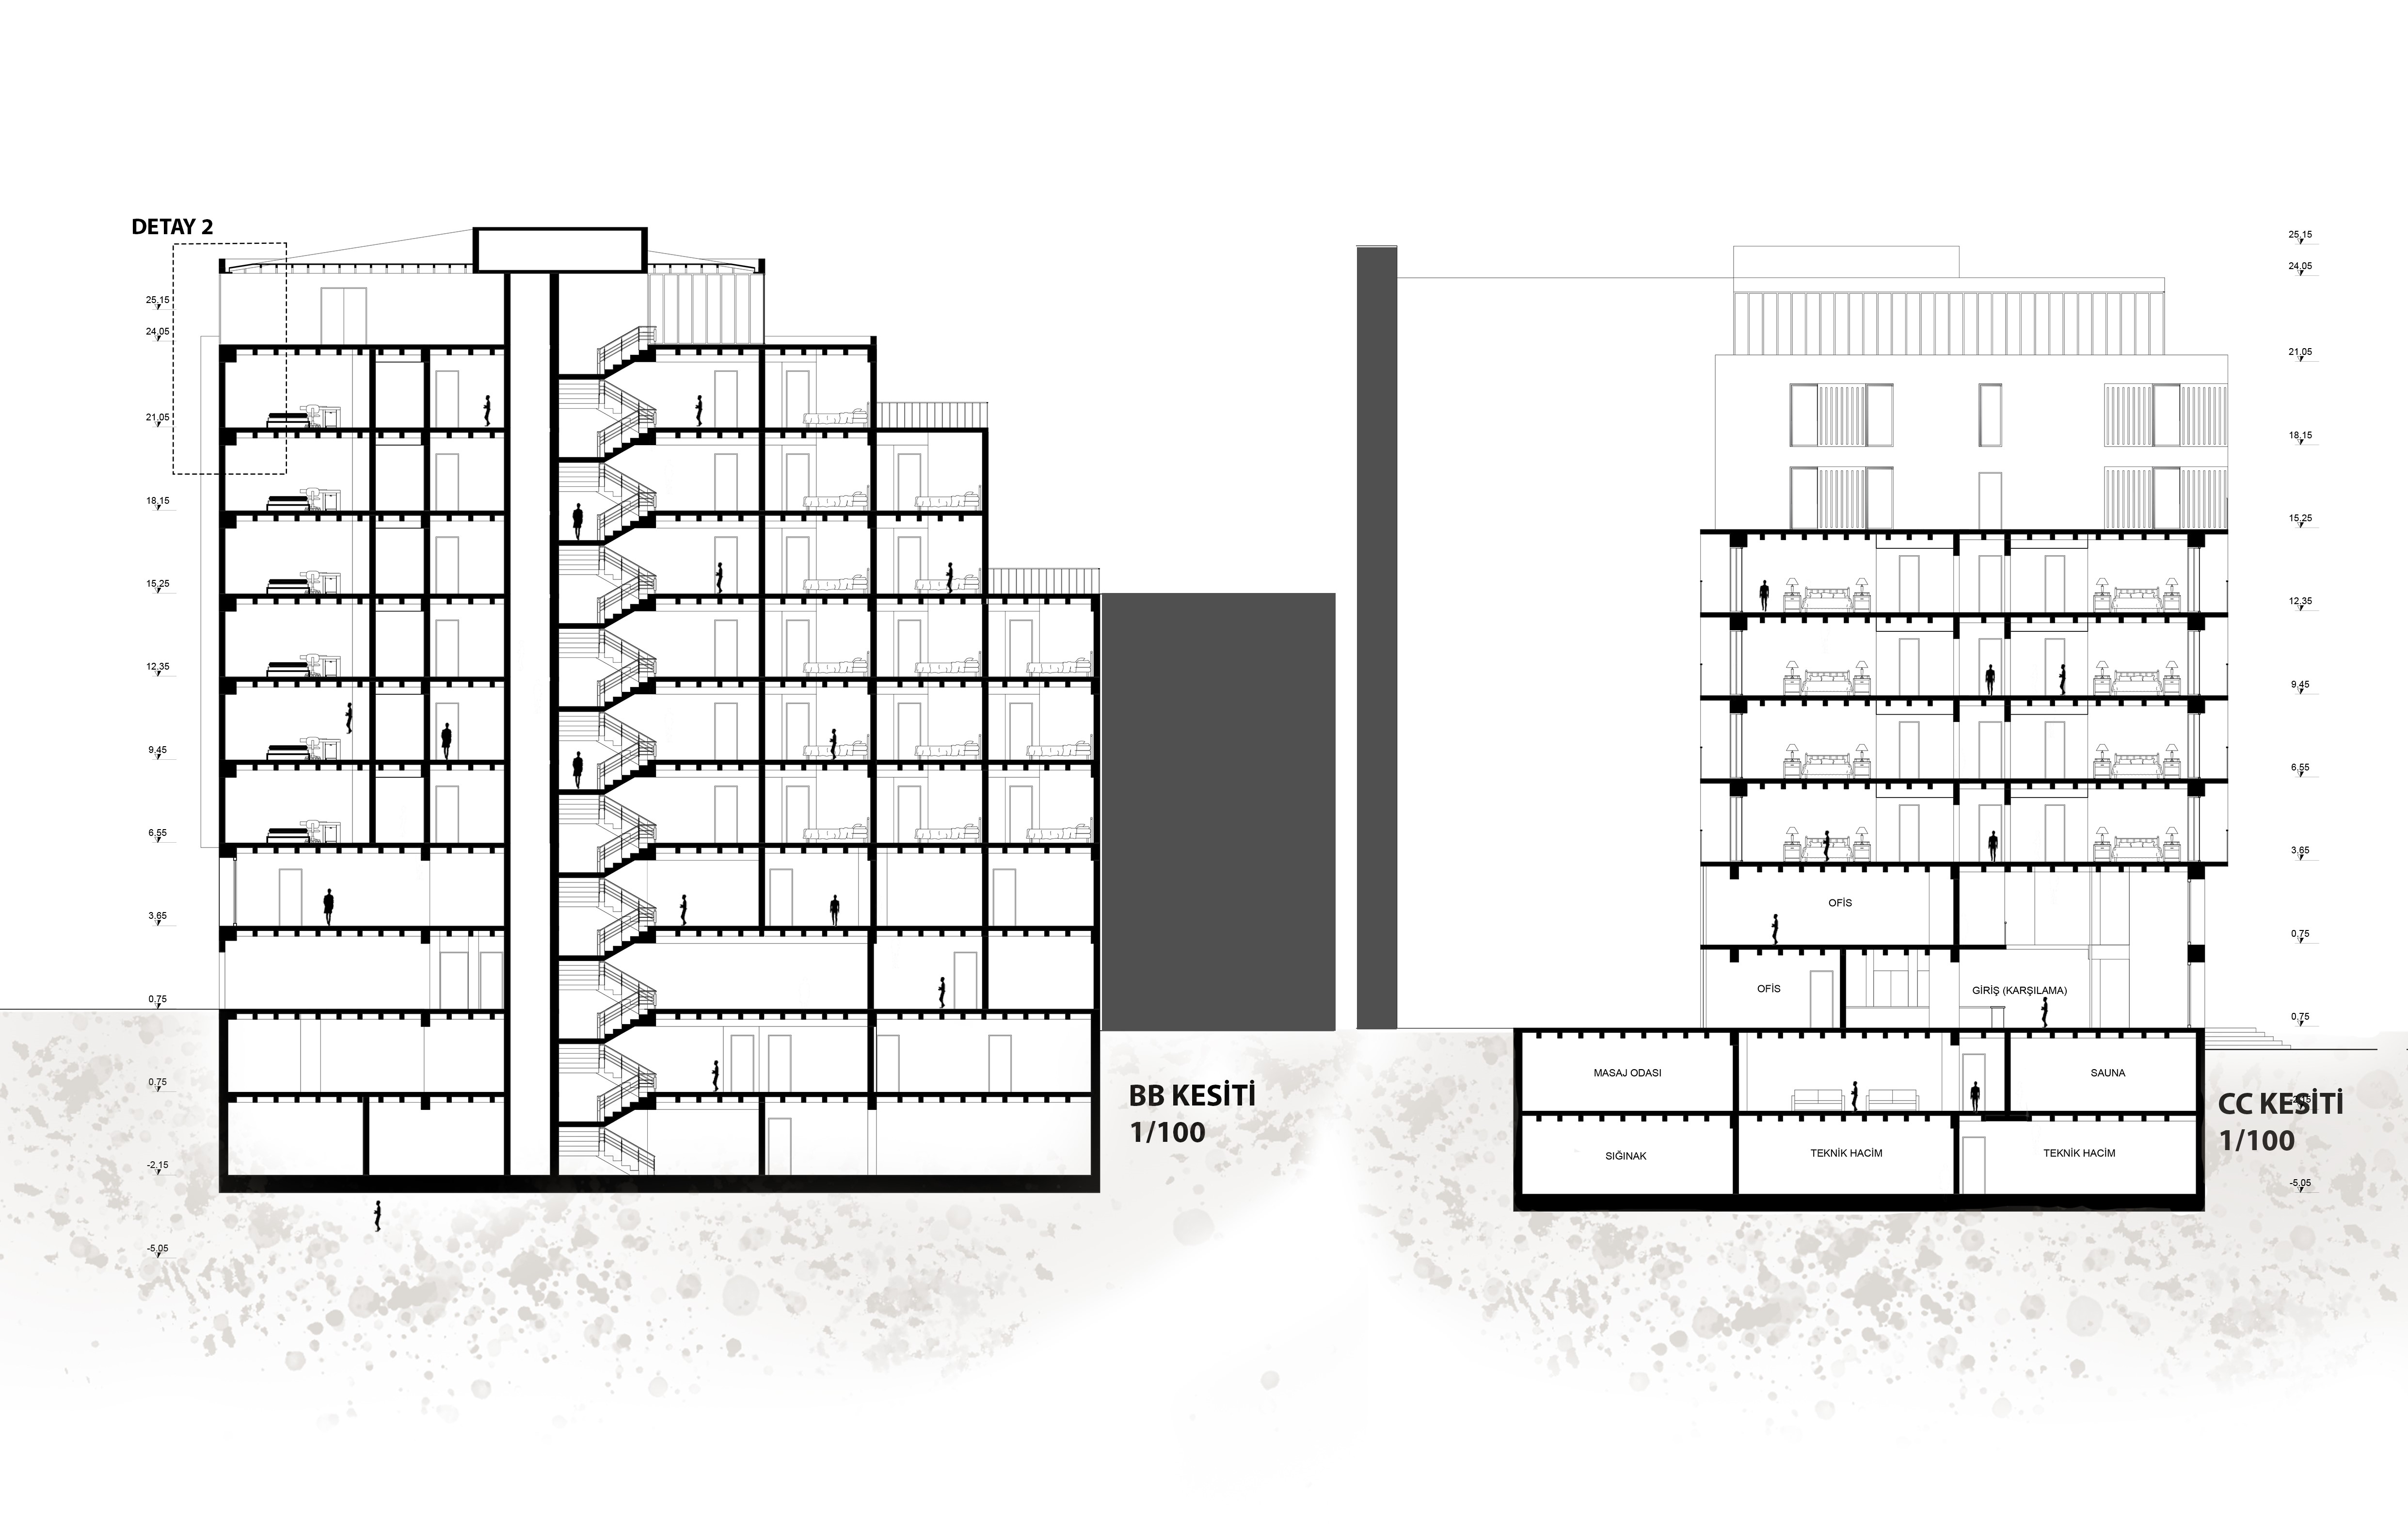 DETAY 2
25,15
24,05
21,05
18,15
15,25
12,35
9,45
6,55
3,65
0,75
0,75
-2,15
-5,05
BB KESİTİ
1/100
25,15
24,05
21,05
18,15
15,25
12,35
9,45
6,55
3,65
0,75
0,75
-5,05
OFİS
OFİS
GİRİŞ (KARŞILAMA)
MASAJ ODASI
SAUNA
SIĞINAK
TEKNİK HACİM
TEKNİK HACİM
CC KESİTİ
1/100